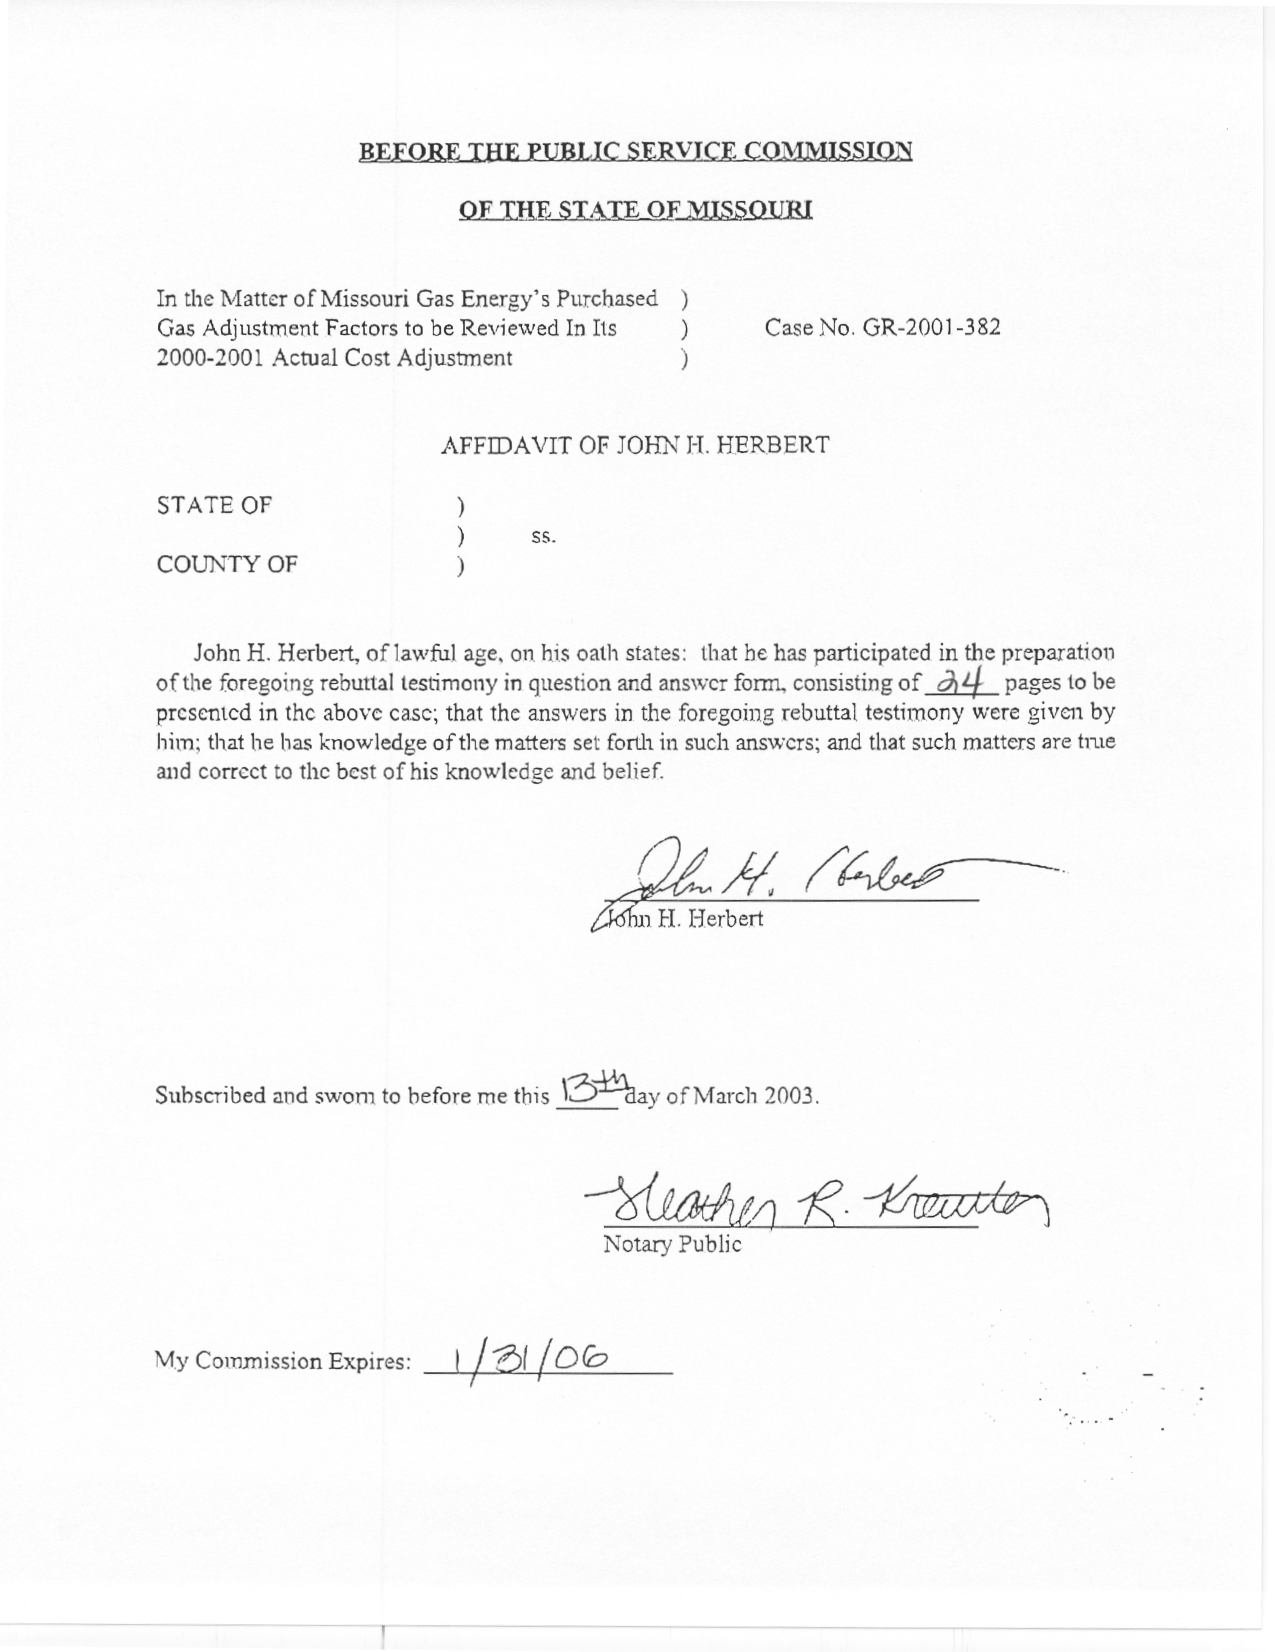 BEFORE THE PUBLIC SERVICE COMMISSION
OF THE STATE OF MISSOURI
In the Matter of Missouri Gas Energy's Purchased )
Gas Adjustment Factors to be Reviewed In Its ) Case No. GR-2001-382
2000-2001 Actual Cost Adjustment )
AFFIDAVIT OF JOHN H. HERBERT
STATE OF )
) ss.
COUNTY OF )
John H. Herbert, of lawful age, on his oath states: that he has participated in the preparation
of the foregoing rebuttal testimony in question and answer form, consisting of 24 pages to be
presented in the above case; that the answers in the foregoing rebuttal testimony were given by
him; that he has knowledge of the matters set forth in such answers; and that such matters are true
and correct to the best of his knowledge and belief.
John H. Herbert
John H. Herbert
Subscribed and sworn to before me this 13th day of March 2003.
Heather R.
Notary Public
My Commission Expires: 1/31/06